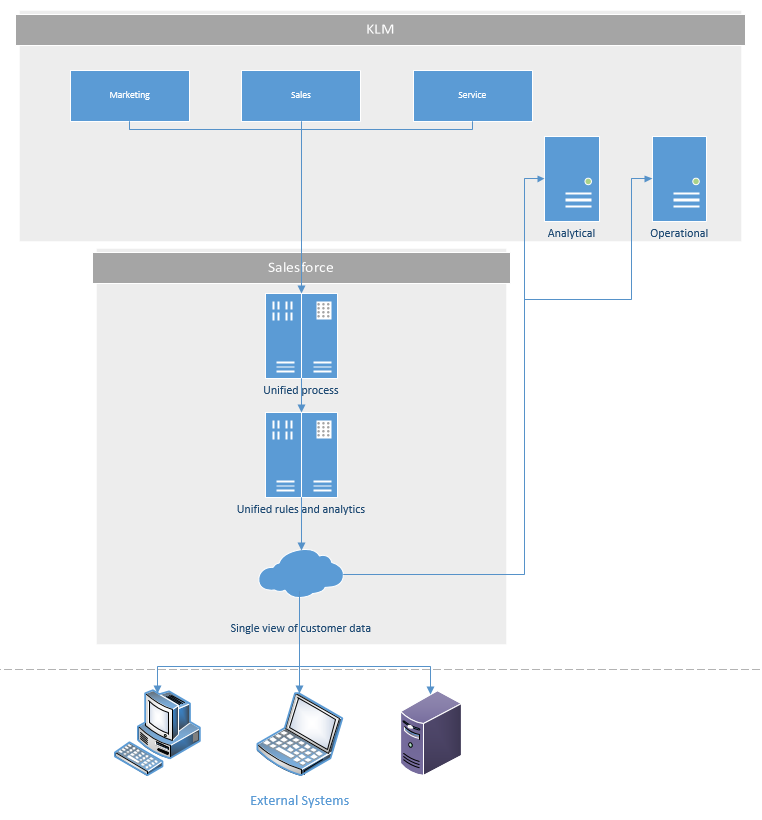 KLM
Marketing
Sales
Service
Analytical
Operational
Salesforce
Unified process
Unified rules and analytics
Single view of customer data
External Systems